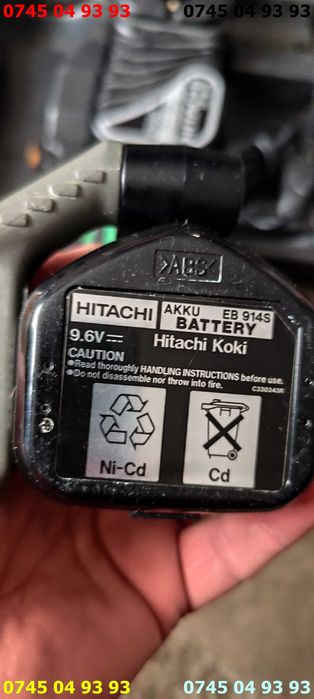 0745 04 93 93 0745 04 93 93
>ABS<
HITACHI AKKU EB 914S
BATTERY
9.6V Hitachi Koki
CAUTION
●Read thoroughly HANDLING INSTRUCTIONS before use.
●Do not disassemble nor throw into fire.
C330343R
Ni-Cd Cd
0745 04 93 93 0745 04 93 93